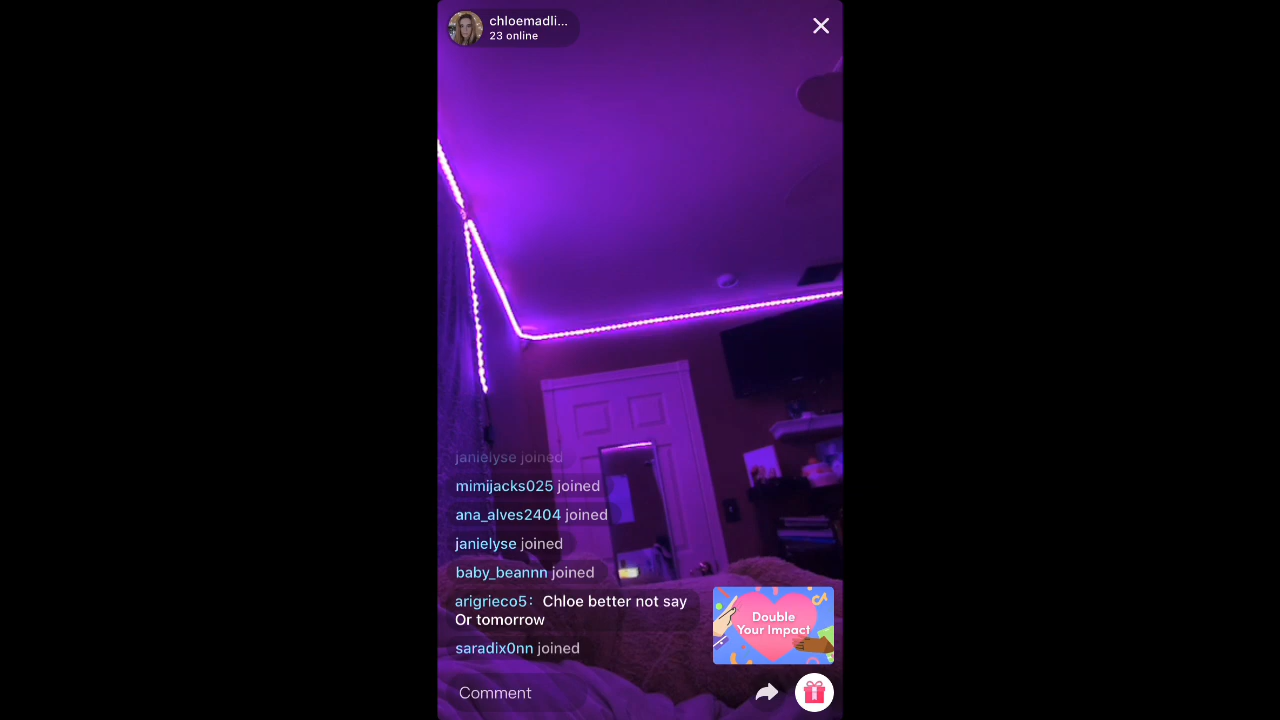 chloemadli...
23 online
janielyse joined
mimijacks025 joined
ana_alves2404 joined
janielyse joined
baby_beannn joined
arigrieco5: Chloe better not say
Or tomorrow
saradix0nn joined
Double
Your Impact
Comment